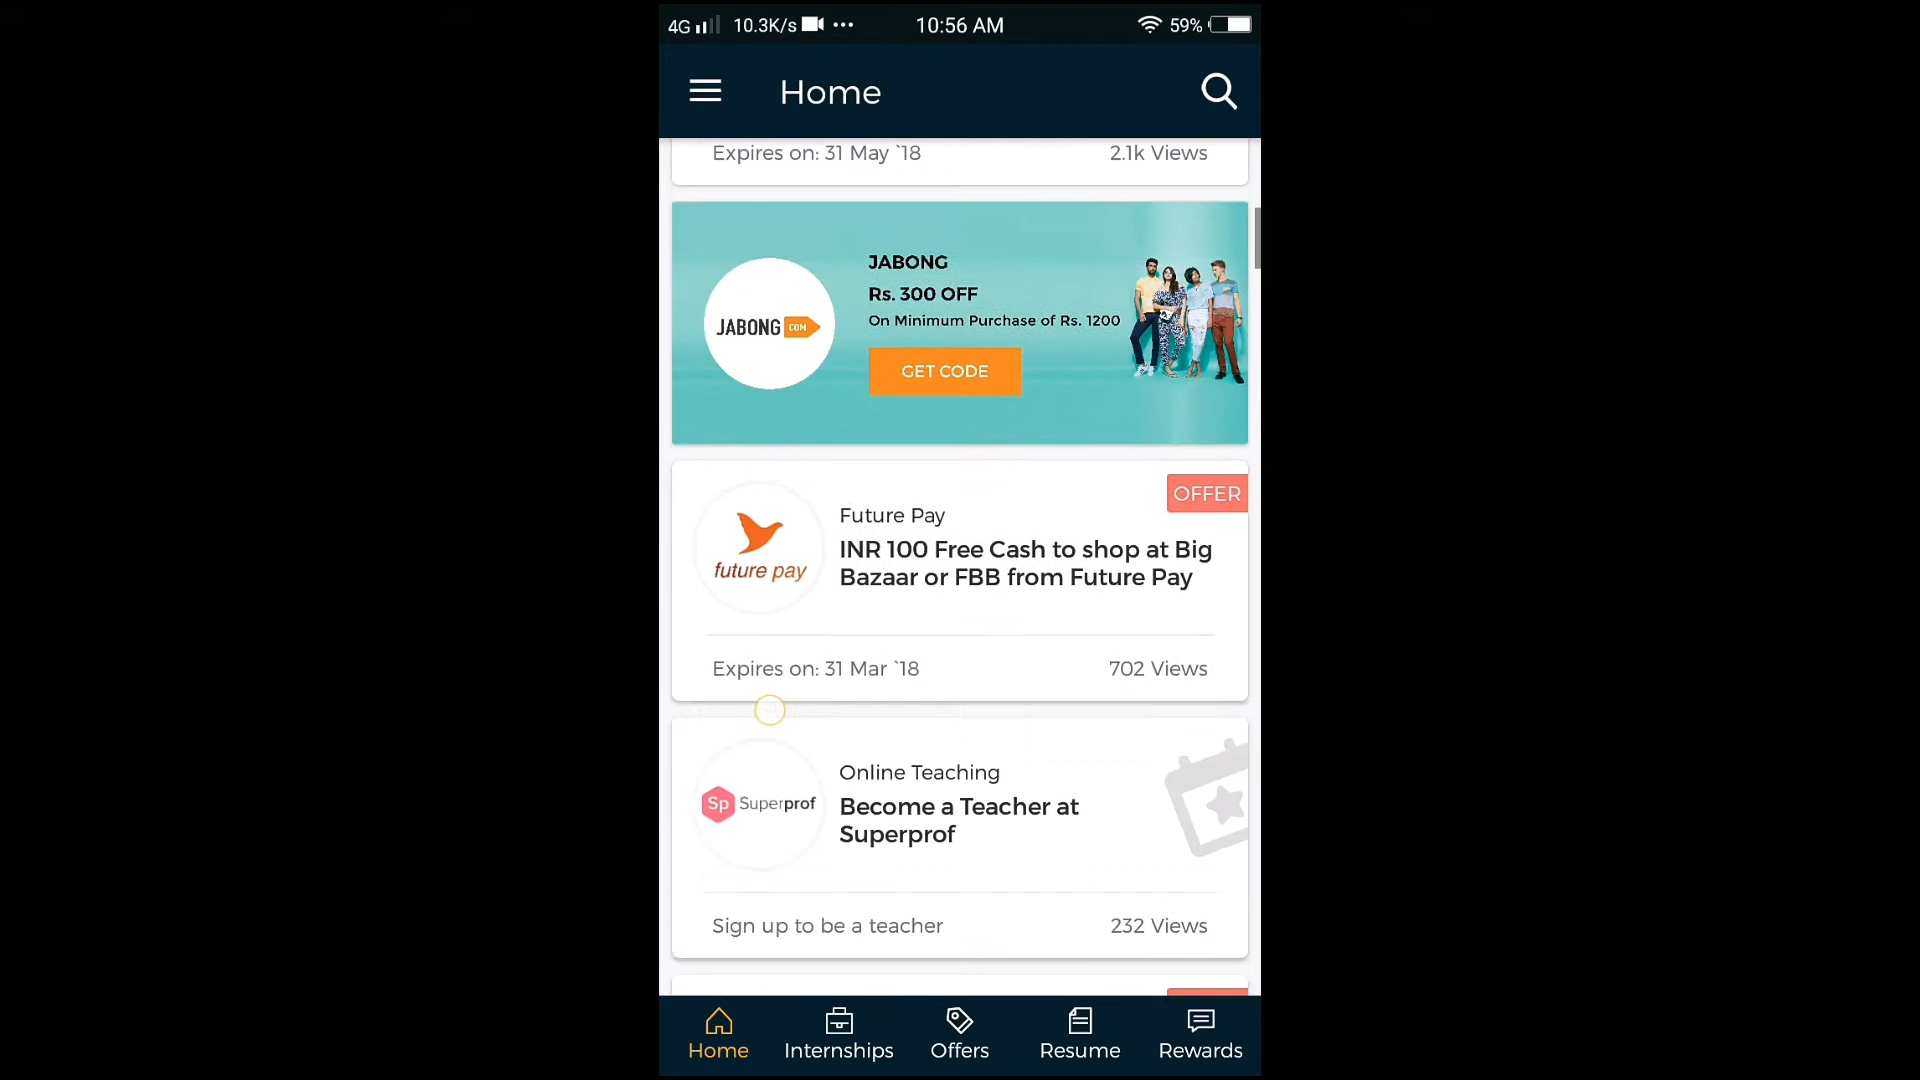 4G 10.3K/s ••• 10:56 AM 59%
Home
Expires on: 31 May `18 2.1k Views
JABONG
Rs. 300 OFF
On Minimum Purchase of Rs. 1200
JABONG COM
GET CODE
OFFER
Future Pay
INR 100 Free Cash to shop at Big
Bazaar or FBB from Future Pay
future pay
Expires on: 31 Mar `18 702 Views
Online Teaching
Become a Teacher at
Superprof
Sp Superprof
Sign up to be a teacher 232 Views
Home Internships Offers Resume Rewards